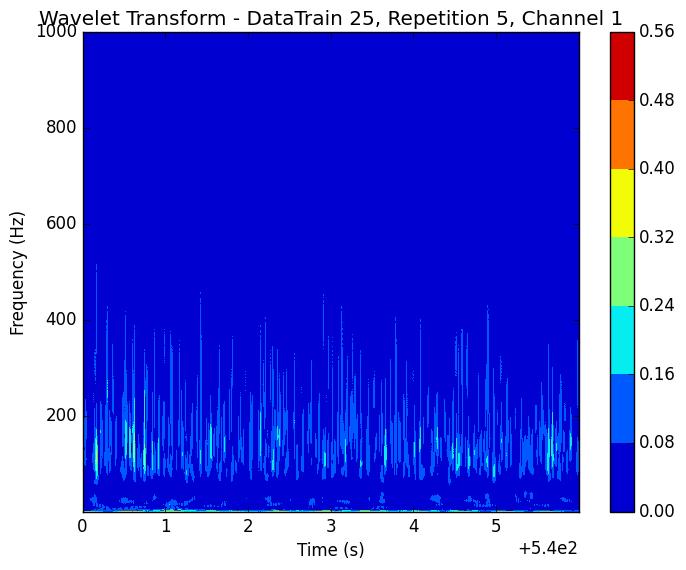 Wavelet Transform - DataTrain 25, Repetition 5, Channel 1
1000
800
600
400
200
Frequency (Hz)
0 1 2 3 4 5
+5.4e2
Time (s)
0.56
0.48
0.40
0.32
0.24
0.16
0.08
0.00